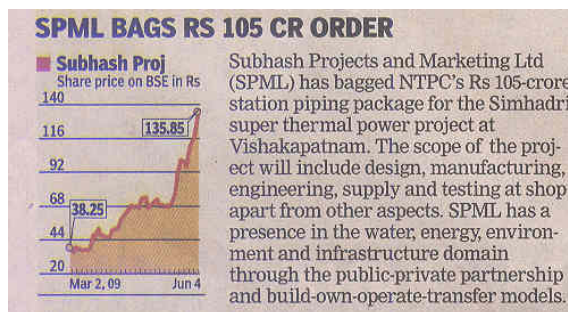 SPML BAGS RS 105 CR ORDER
Subhash Proj
Share price on BSE in Rs
140
116
92
68
44
20
135.85
38.25
Mar 2, 09 Jun 4
Subhash Projects and Marketing Ltd
(SPML) has bagged NTPC's Rs 105-crore
station piping package for the Simhadri
super thermal power project at
Vishakapatnam. The scope of the proj-
ect will include design, manufacturing,
engineering, supply and testing at shop
apart from other aspects. SPML has a
presence in the water, energy, environ-
ment and infrastructure domain
through the public-private partnership
and build-own-operate-transfer models.